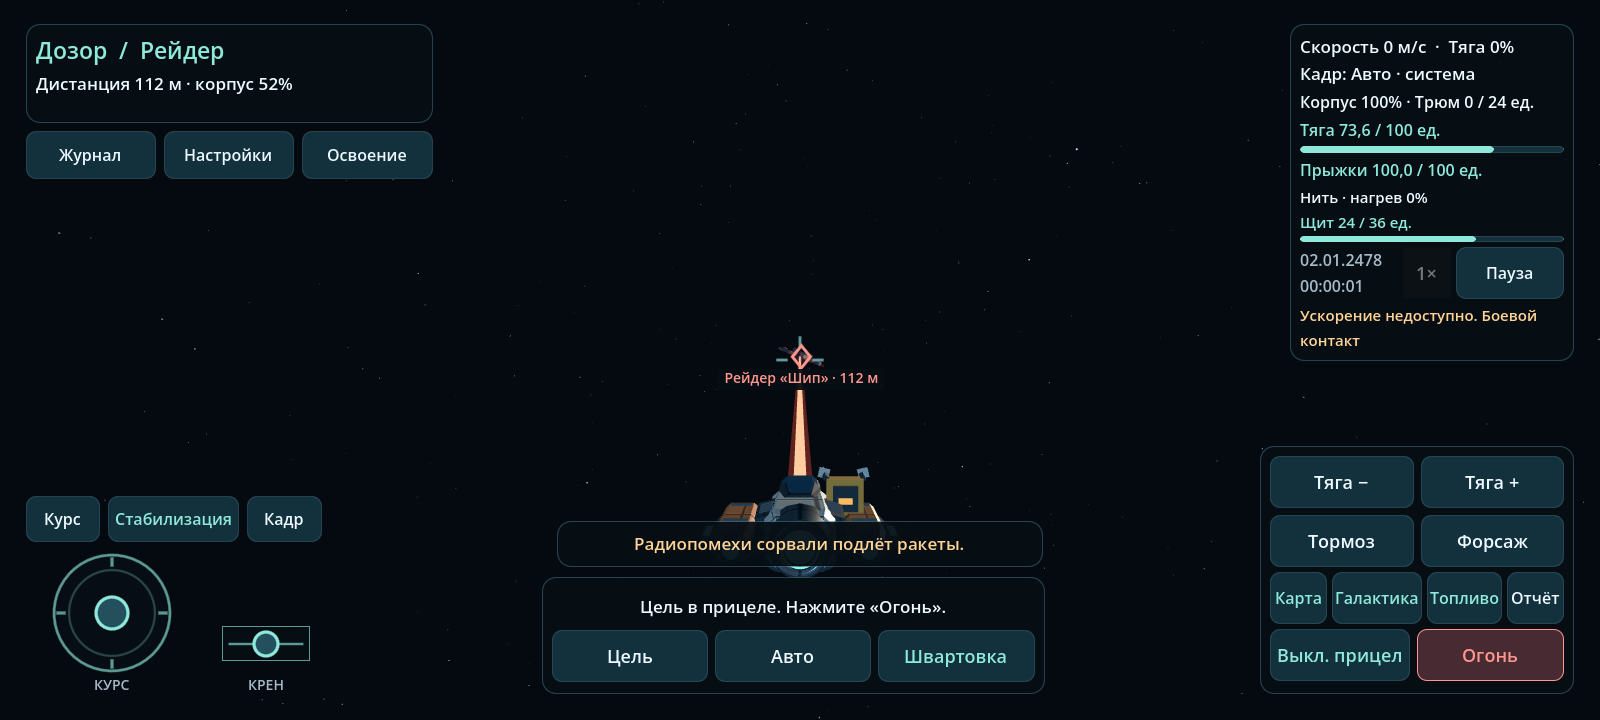 Дозор / Рейдер
Дистанция 112 м · корпус 52%
Журнал
Настройки
Освоение
Скорость 0 м/с · Тяга 0%
Кадр: Авто · система
Корпус 100% · Трюм 0 / 24 ед.
Тяга 73,6 / 100 ед.
Прыжки 100,0 / 100 ед.
Нить · нагрев 0%
Щит 24 / 36 ед.
02.01.2478
00:00:01
1×
Пауза
Ускорение недоступно. Боевой
контакт
Рейдер «Шип» · 112 м
Курс
Стабилизация
Кадр
КУРС
КРЕН
Радиопомехи сорвали подлёт ракеты.
Цель в прицеле. Нажмите «Огонь».
Цель
Авто
Швартовка
Тяга −
Тяга +
Тормоз
Форсаж
Карта
Галактика
Топливо
Отчёт
Выкл. прицел
Огонь